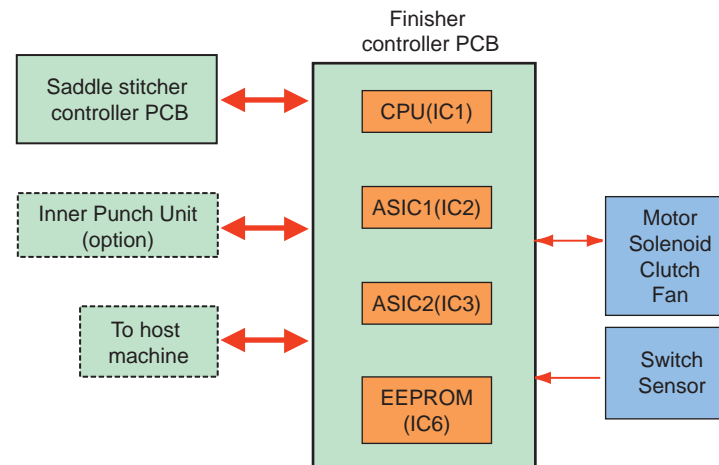 Finisher
controller PCB
Saddle stitcher
controller PCB
CPU(IC1)
Inner Punch Unit
(option)
ASIC1(IC2)
Motor
Solenoid
Clutch
Fan
To host
machine
ASIC2(IC3)
Switch
Sensor
EEPROM
(IC6)